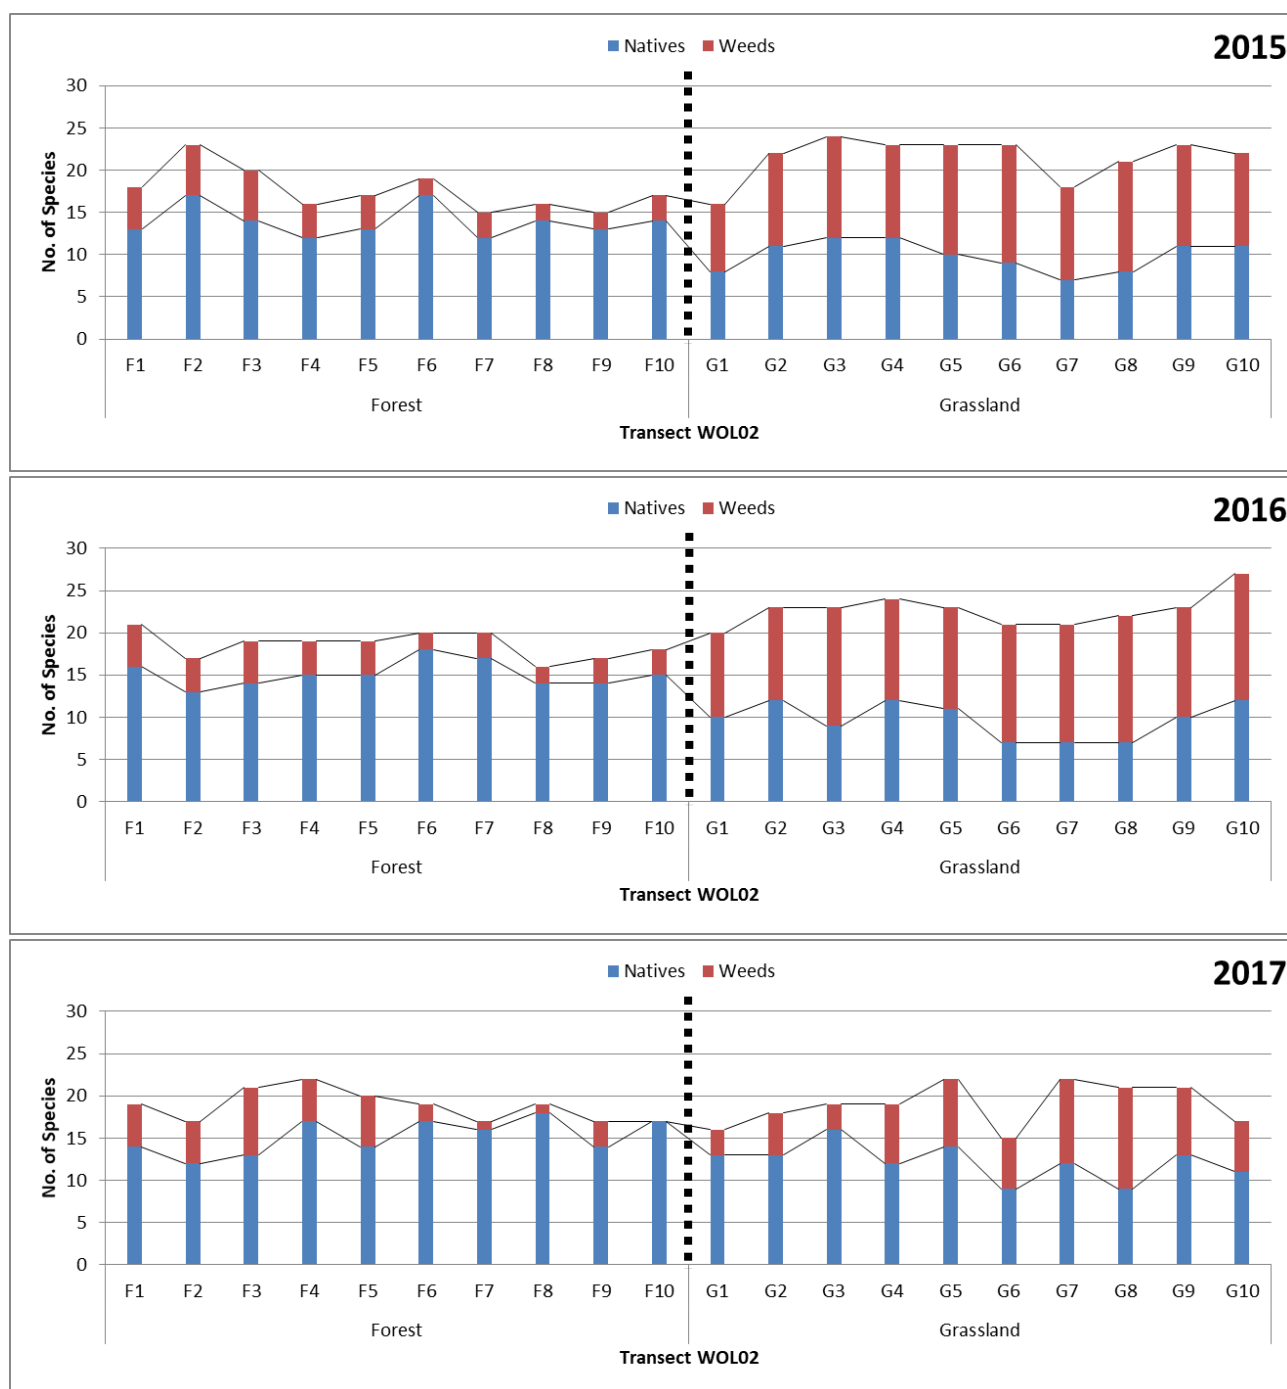 Natives Weeds 2015
30
25
20
15
10
5
0
No. of Species
F1 F2 F3 F4 F5 F6 F7 F8 F9 F10 G1 G2 G3 G4 G5 G6 G7 G8 G9 G10
Forest Grassland
Transect WOL02
Natives Weeds 2016
30
25
20
15
10
5
0
No. of Species
F1 F2 F3 F4 F5 F6 F7 F8 F9 F10 G1 G2 G3 G4 G5 G6 G7 G8 G9 G10
Forest Grassland
Transect WOL02
Natives Weeds 2017
30
25
20
15
10
5
0
No. of Species
F1 F2 F3 F4 F5 F6 F7 F8 F9 F10 G1 G2 G3 G4 G5 G6 G7 G8 G9 G10
Forest Grassland
Transect WOL02